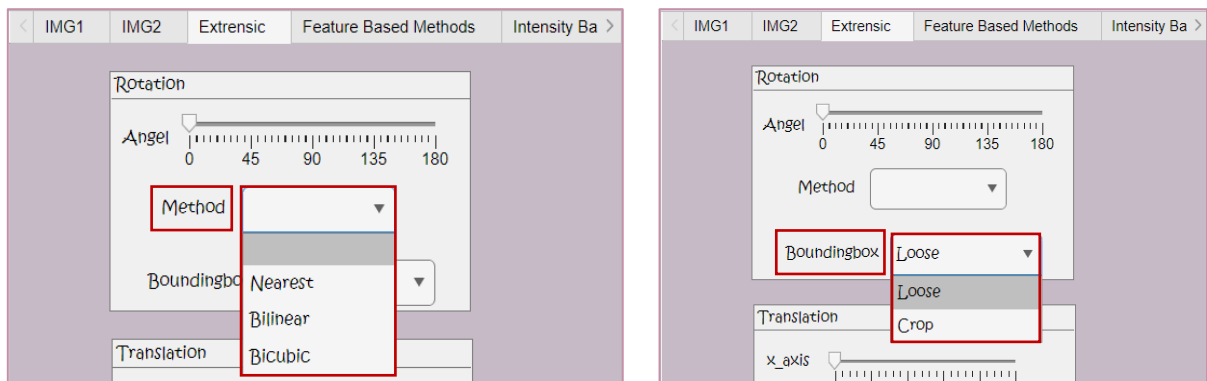 IMG1 IMG2 Extrensic Feature Based Methods Intensity Ba
Rotation
Angel
0 45 90 135 180
Method
Boundingbo
Nearest
Bilinear
Bicubic
Translation
IMG1 IMG2 Extrensic Feature Based Methods Intensity Ba
Rotation
Angel
0 45 90 135 180
Method
Boundingbox Loose
Loose
Crop
Translation
x_axis